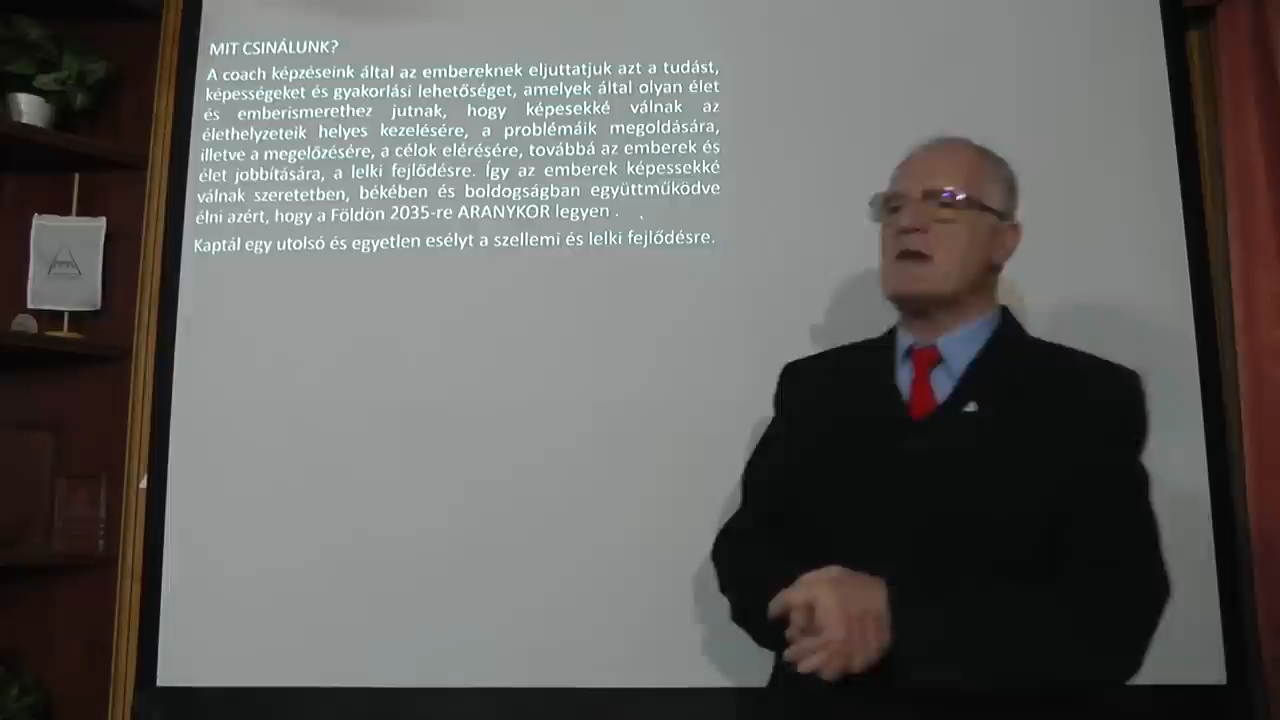 MIT CSINÁLUNK?
A coach képzéseink által az embereknek eljuttatjuk azt a tudást,
képességeket és gyakorlási lehetőséget, amelyek által olyan élet
és emberismerethez jutnak, hogy képesekké válnak az
élethelyzeteik helyes kezelésére, a problémáik megoldására,
illetve a megelőzésére, a célok elérésére, továbbá az emberek és
élet jobbítására, a lelki fejlődésre. Így az emberek képessekké
válnak szeretetben, békében és boldogságban együttműködve
élni azért, hogy a Földön 2035-re ARANYKOR legyen .
Kaptál egy utolsó és egyetlen esélyt a szellemi és lelki fejlődésre.